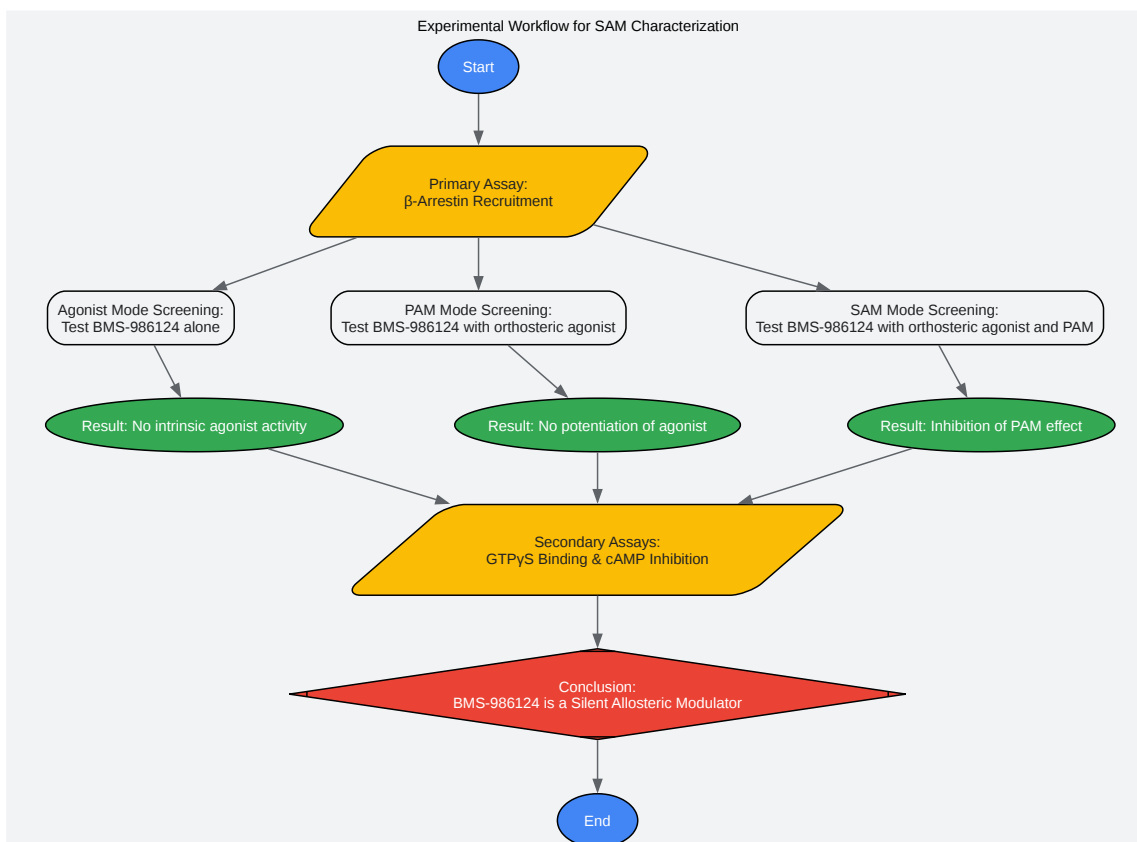 Experimental Workflow for SAM Characterization
Start
Primary Assay:
β-Arrestin Recruitment
Agonist Mode Screening:
Test BMS-986124 alone
PAM Mode Screening:
Test BMS-986124 with orthosteric agonist
SAM Mode Screening:
Test BMS-986124 with orthosteric agonist and PAM
Result: No intrinsic agonist activity
Result: No potentiation of agonist
Result: Inhibition of PAM effect
Secondary Assays:
GTPγS Binding & cAMP Inhibition
Conclusion:
BMS-986124 is a Silent Allosteric Modulator
End